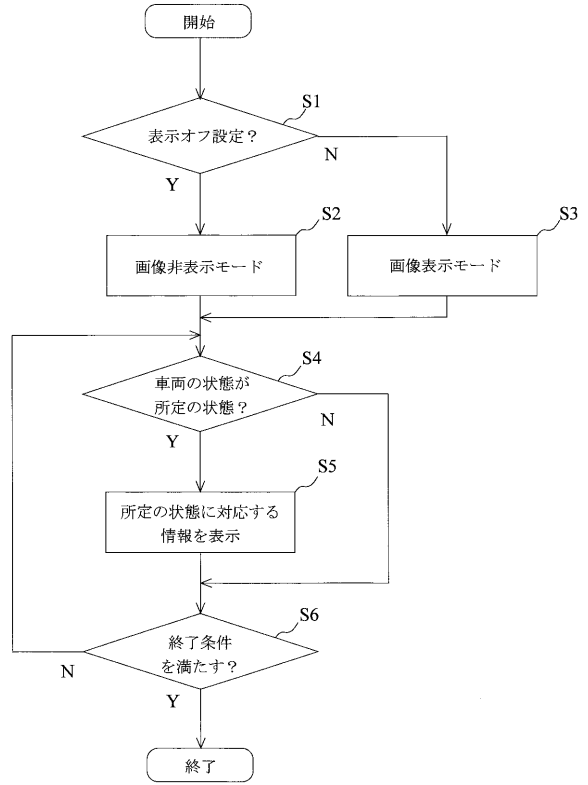 開始
S1
表示オフ設定？
N
Y
S2
画像非表示モード
S3
画像表示モード
S4
車両の状態が
所定の状態？
N
Y
S5
所定の状態に対応する
情報を表示
S6
終了条件
を満たす？
N
Y
終了